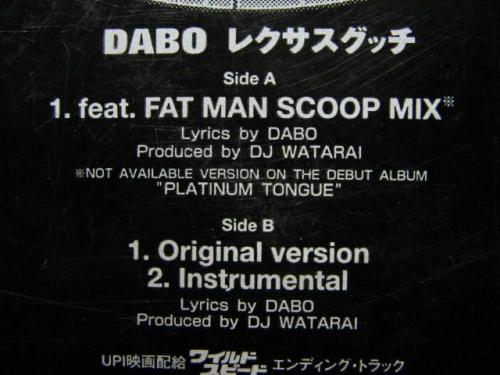 DABO レクサスグッチ
Side A
1. feat. FAT MAN SCOOP MIX※
Lyrics by DABO
Produced by DJ WATARAI
※NOT AVAILABLE VERSION ON THE DEBUT ALBUM
"PLATINUM TONGUE"
Side B
1. Original version
2. Instrumental
Lyrics by DABO
Produced by DJ WATARAI
UPI映画配給 ワイルドスピード エンディング・トラック